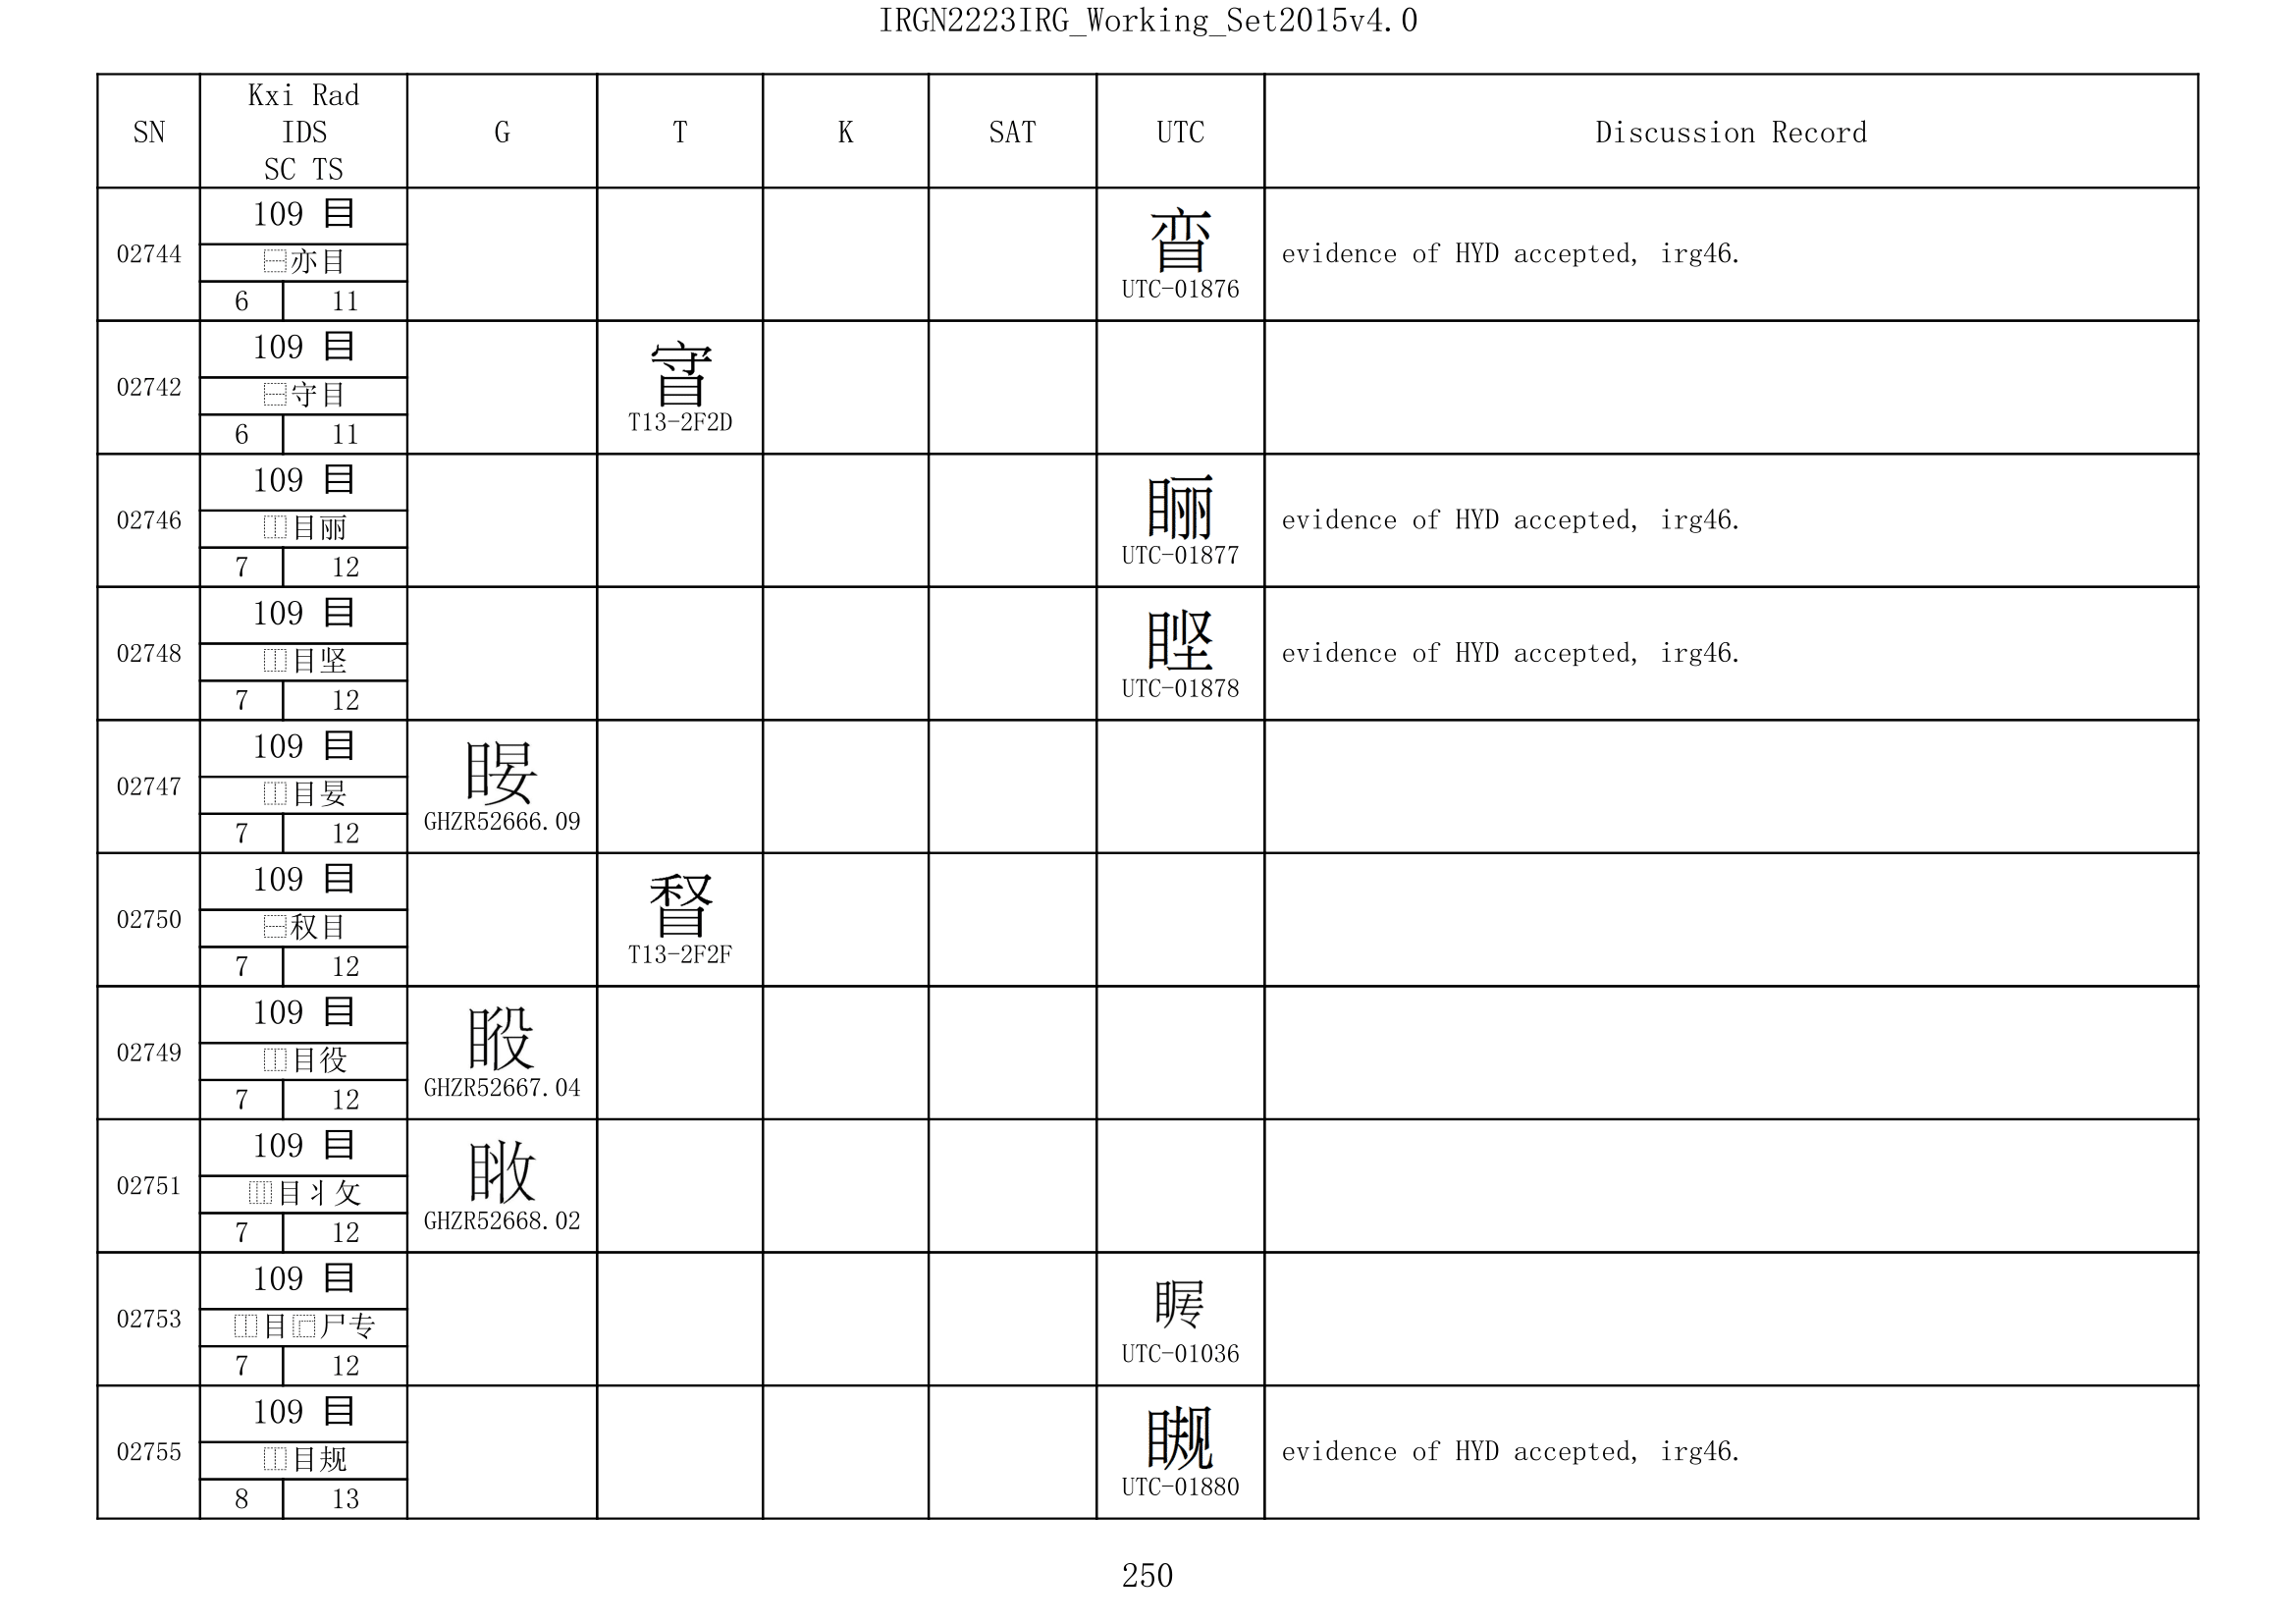 IRGN2223IRG_Working_Set2015v4.0
SN Kxi Rad IDS SC TS G T K SAT UTC Discussion Record
02744 109 目
⿱亦目
6 11
UTC-01876
evidence of HYD accepted, irg46.
02742 109 目
⿱守目
6 11
T13-2F2D
02746 109 目
⿰目丽
7 12
UTC-01877
evidence of HYD accepted, irg46.
02748 109 目
⿰目坚
7 12
UTC-01878
evidence of HYD accepted, irg46.
02747 109 目
⿰目晏
7 12
GHZR52666.09
02750 109 目
⿱𥝢目
7 12
T13-2F2F
02749 109 目
⿰目役
7 12
GHZR52667.04
02751 109 目
⿲目丬攵
7 12
GHZR52668.02
02753 109 目
⿰目⿸尸专
7 12
UTC-01036
02755 109 目
⿰目规
8 13
UTC-01880
evidence of HYD accepted, irg46.
250